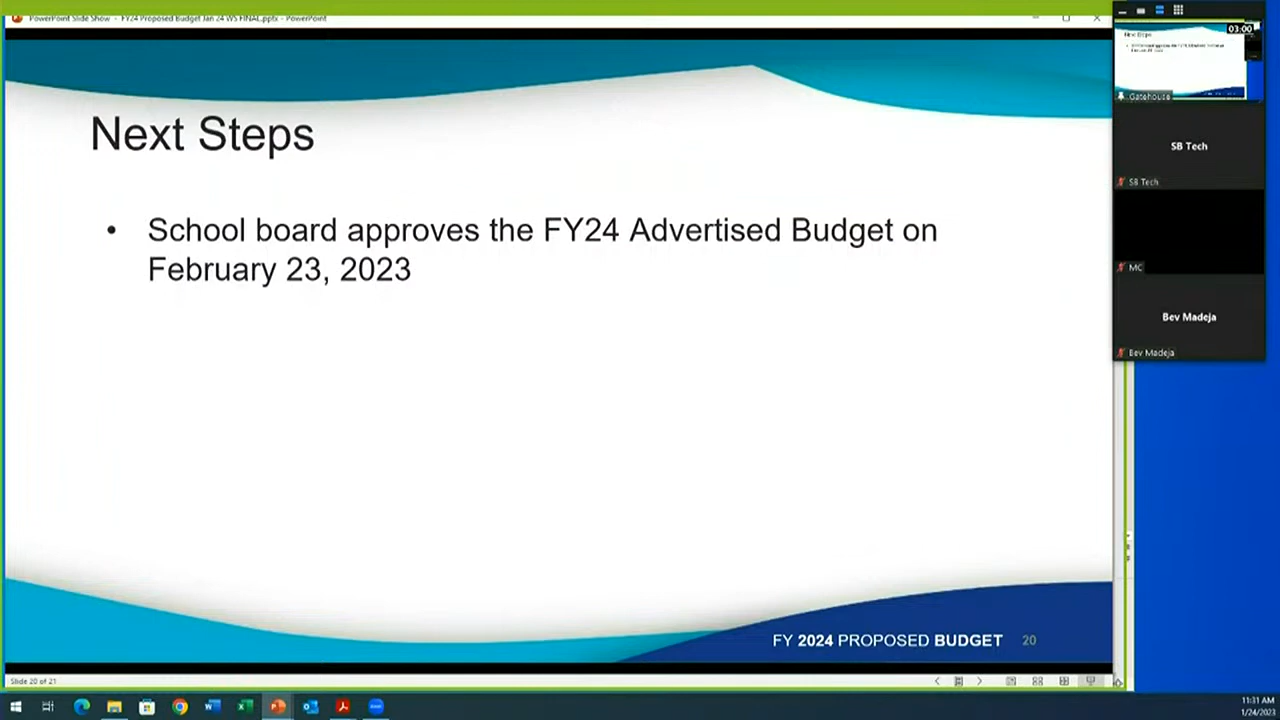 PowerPoint Slide Show - FY24 Proposed Budget Jan 24 WS FINAL.pptx - PowerPoint
03:00
Next Steps
Gatehouse
Next Steps
• School board approves the FY24 Advertised Budget on
February 23, 2023
SB Tech
SB Tech
MC
Bev Madeja
Bev Madeja
FY 2024 PROPOSED BUDGET 20
Slide 20 of 21
11:31 AM
1/24/2023